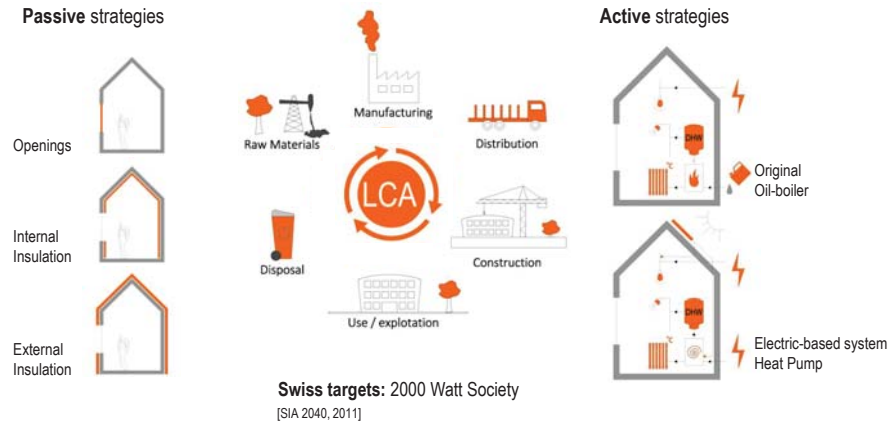 Passive strategies
Openings
Internal
Insulation
External
Insulation
Manufacturing
Raw Materials
Distribution
LCA
Disposal
Construction
Use / explotation
Swiss targets: 2000 Watt Society
[SIA 2040, 2011]
Active strategies
DHW
°C
Original
Oil-boiler
DHW
°C
Electric-based system
Heat Pump